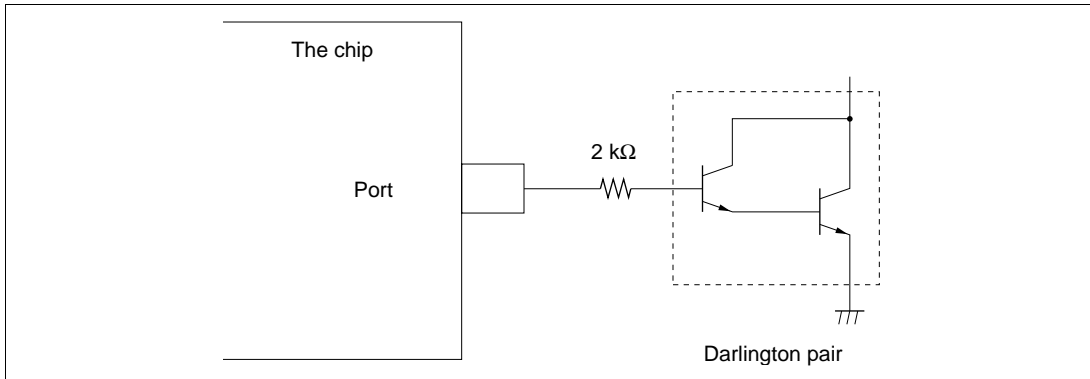 The chip
2 kΩ
Port
Darlington pair